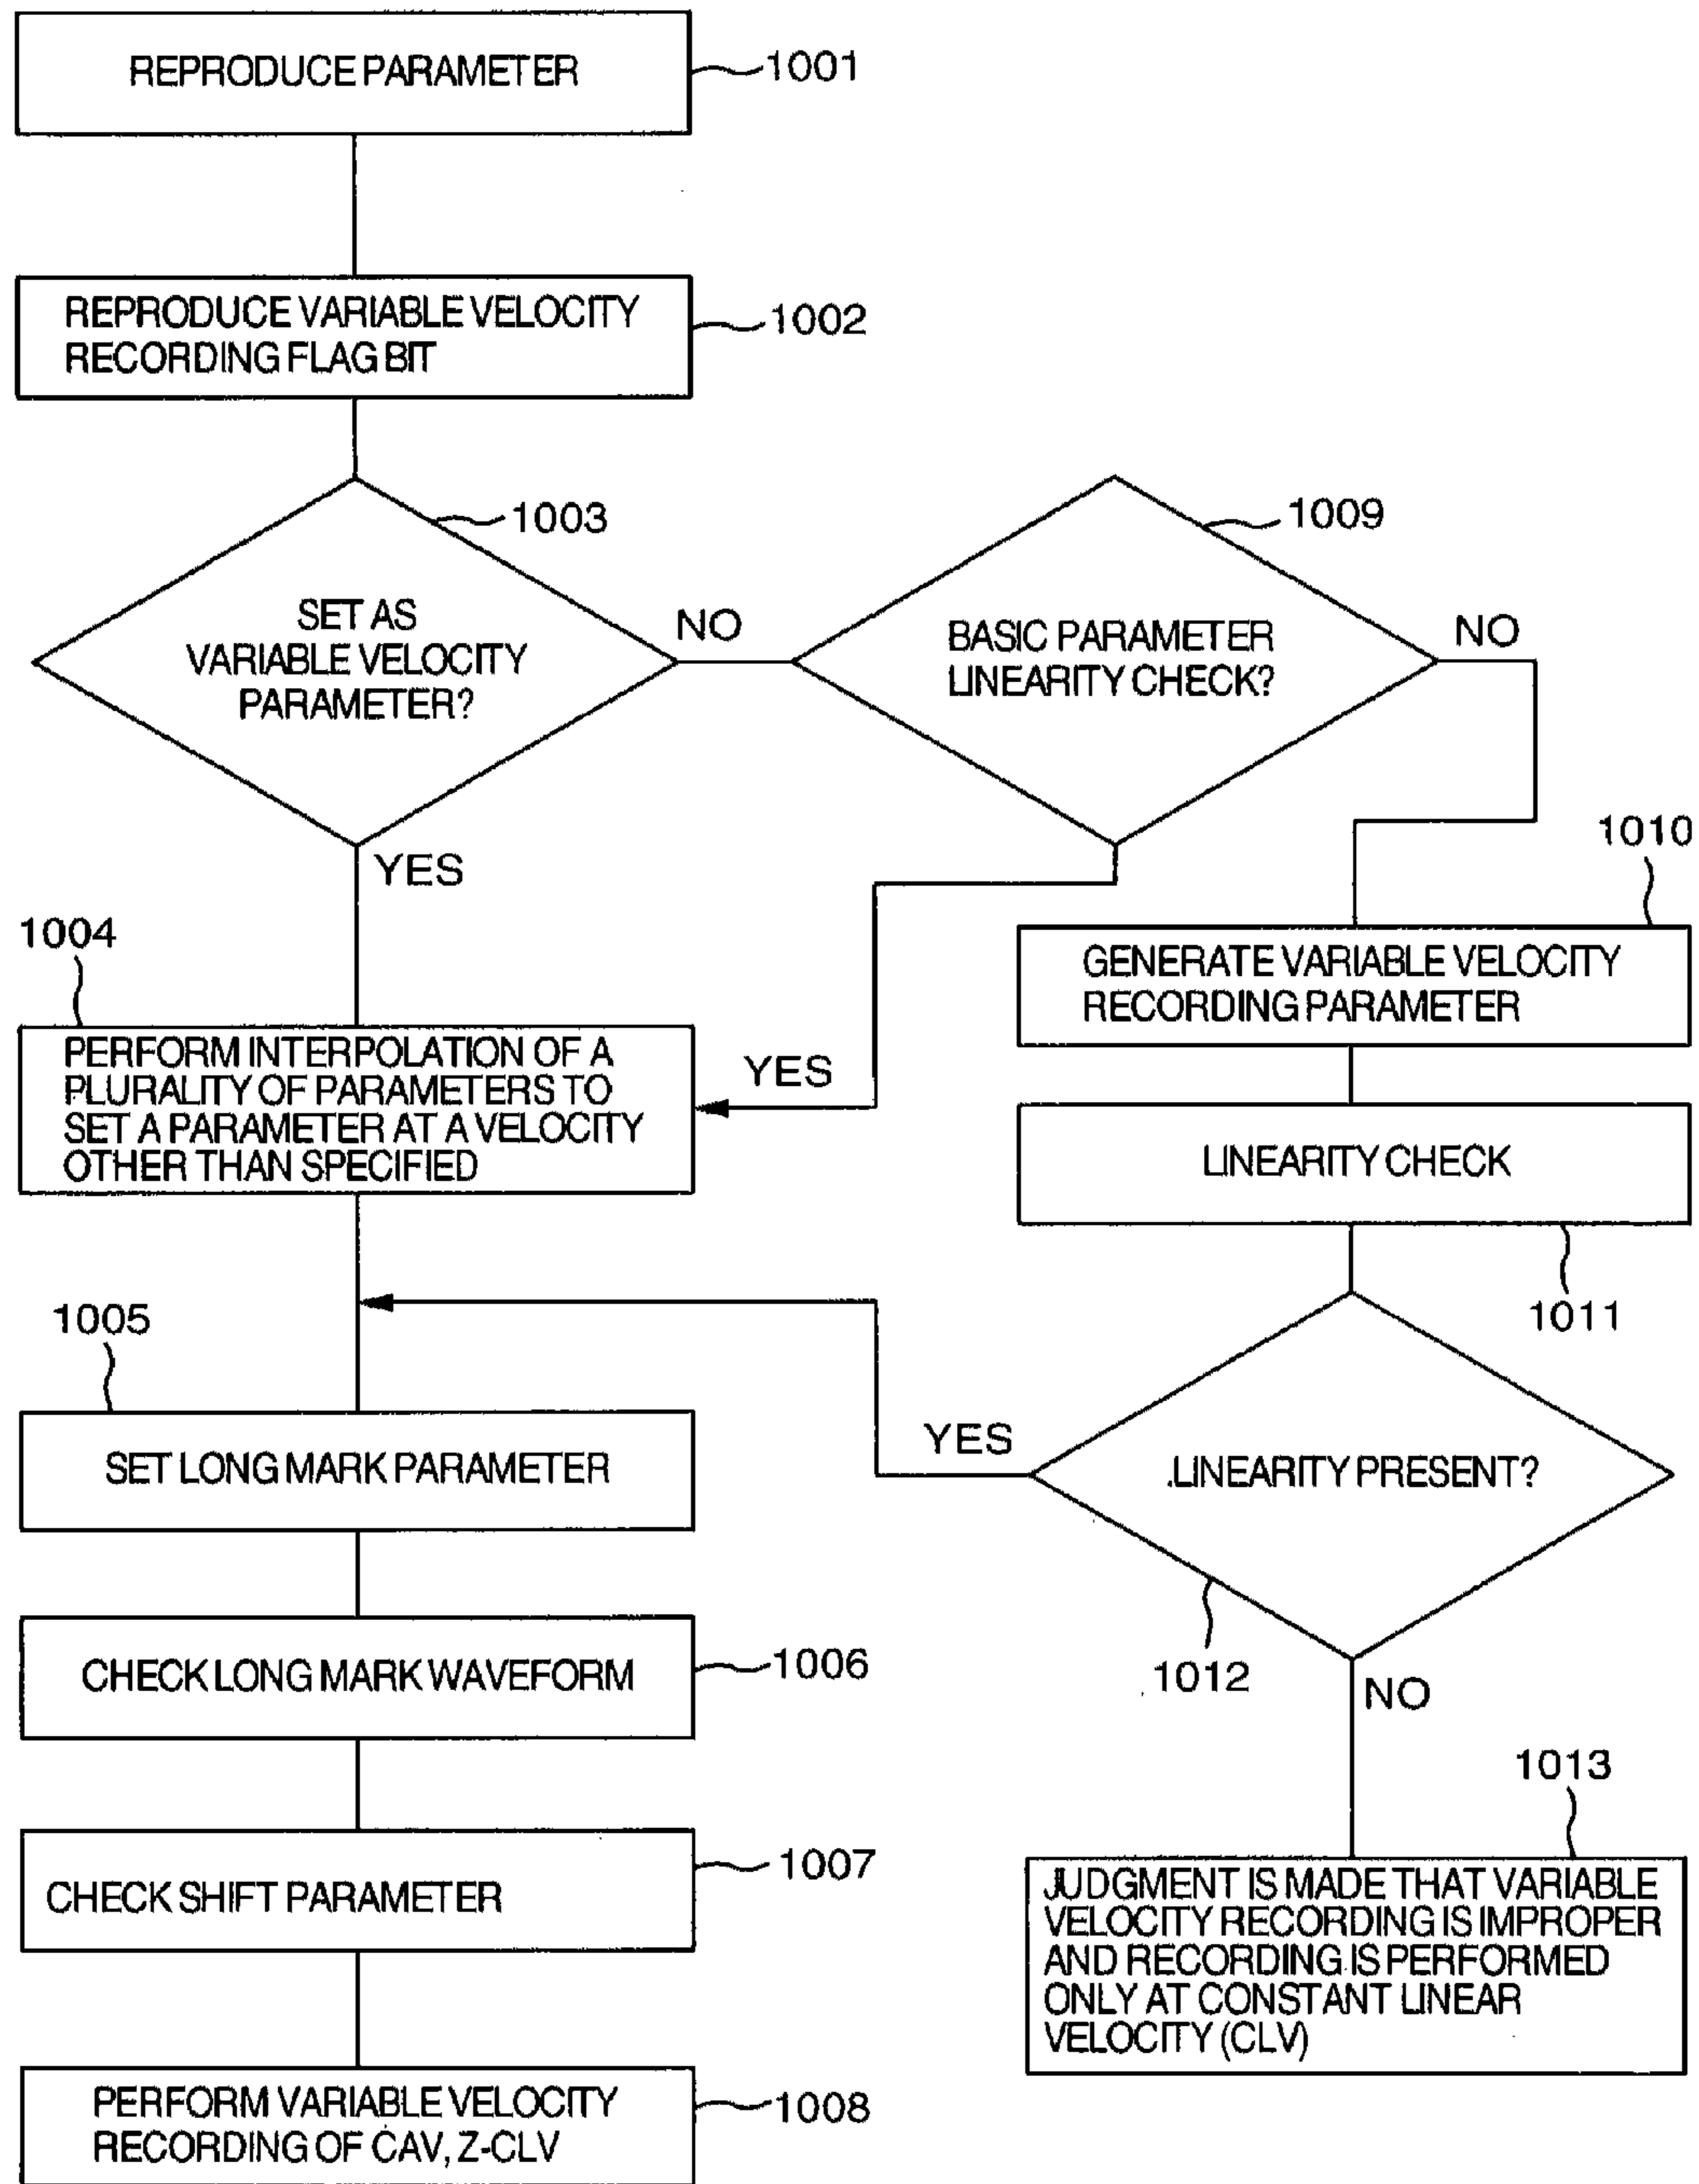 REPRODUCE PARAMETER
1001
REPRODUCE VARIABLE VELOCITY
RECORDING FLAG BIT
1002
1003
SET AS
VARIABLE VELOCITY
PARAMETER?
NO
YES
1009
BASIC PARAMETER
LINEARITY CHECK?
NO
YES
1004
PERFORM INTERPOLATION OF A
PLURALITY OF PARAMETERS TO
SET A PARAMETER AT A VELOCITY
OTHER THAN SPECIFIED
1010
GENERATE VARIABLE VELOCITY
RECORDING PARAMETER
LINEARITY CHECK
1011
1005
SET LONG MARK PARAMETER
YES
LINEARITY PRESENT?
1012
NO
CHECK LONG MARK WAVEFORM
1006
CHECK SHIFT PARAMETER
1007
PERFORM VARIABLE VELOCITY
RECORDING OF CAV, Z-CLV
1008
1013
JUDGMENT IS MADE THAT VARIABLE
VELOCITY RECORDING IS IMPROPER
AND RECORDING IS PERFORMED
ONLY AT CONSTANT LINEAR
VELOCITY (CLV)